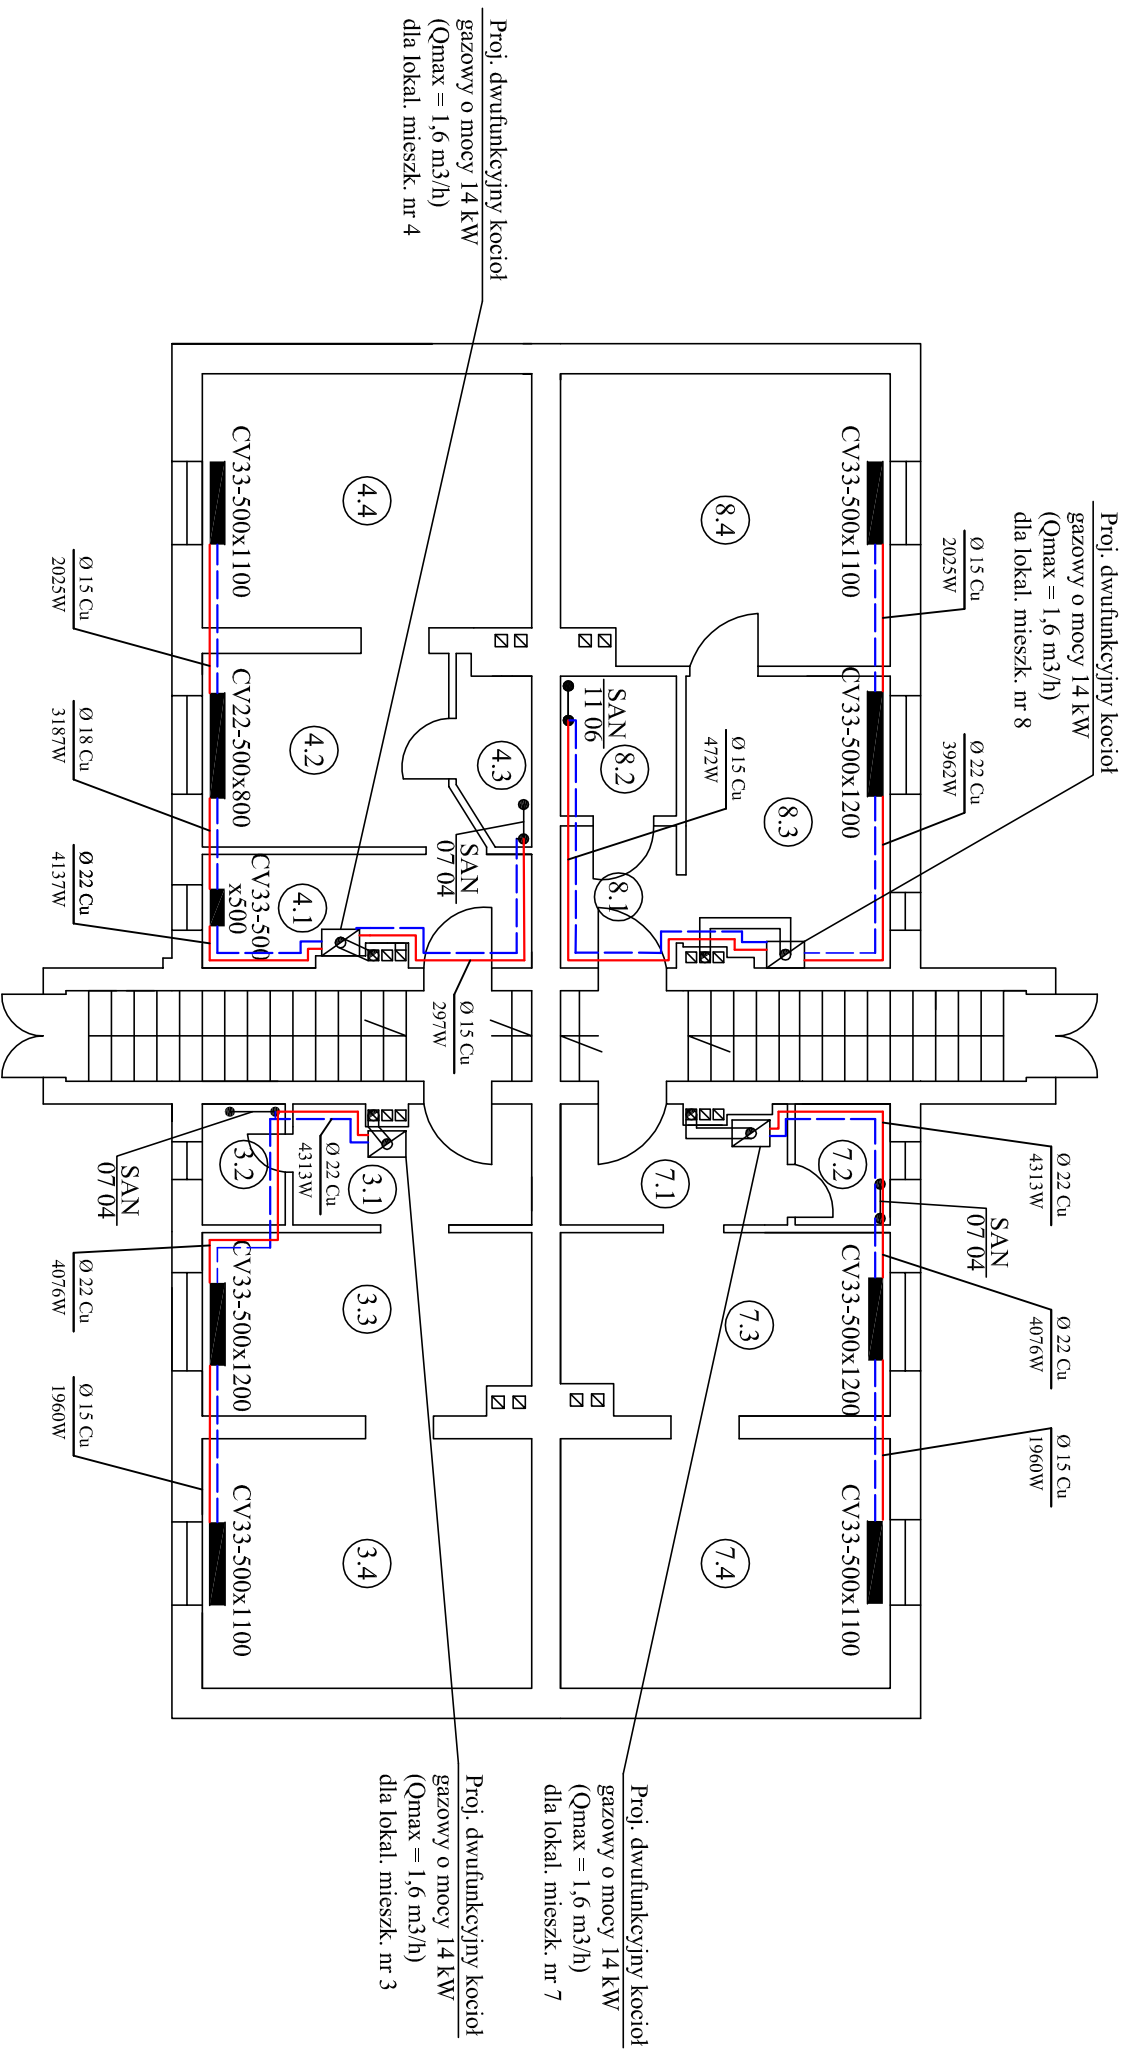 Proj. dwufunkcyjny kocioł
gazowy o mocy 14 kW
(Qmax = 1,6 m3/h)
dla lokal. mieszk. nr 8
Ø 15 Cu
2025W
Ø 22 Cu
3962W
Ø 22 Cu
4313W
Ø 22 Cu
4076W
Ø 15 Cu
1960W
SAN
07 04
CV33-500x1100
CV33-500x1200
CV33-500x1200
CV33-500x1100
8.4
8.3
7.2
7.3
7.4
Ø 15 Cu
472W
SAN
11 06
8.2
8.1
7.1
Proj. dwufunkcyjny kocioł
gazowy o mocy 14 kW
(Qmax = 1,6 m3/h)
dla lokal. mieszk. nr 7
Proj. dwufunkcyjny kocioł
gazowy o mocy 14 kW
(Qmax = 1,6 m3/h)
dla lokal. mieszk. nr 4
4.3
SAN
07 04
Ø 15 Cu
297W
Proj. dwufunkcyjny kocioł
gazowy o mocy 14 kW
(Qmax = 1,6 m3/h)
dla lokal. mieszk. nr 3
4.4
4.2
4.1
3.1
3.3
3.4
Ø 22 Cu
4313W
3.2
CV33-500x1100
CV22-500x800
CV33-500
x500
CV33-500x1200
CV33-500x1100
SAN
07 04
Ø 15 Cu
2025W
Ø 18 Cu
3187W
Ø 22 Cu
4137W
Ø 22 Cu
4076W
Ø 15 Cu
1960W